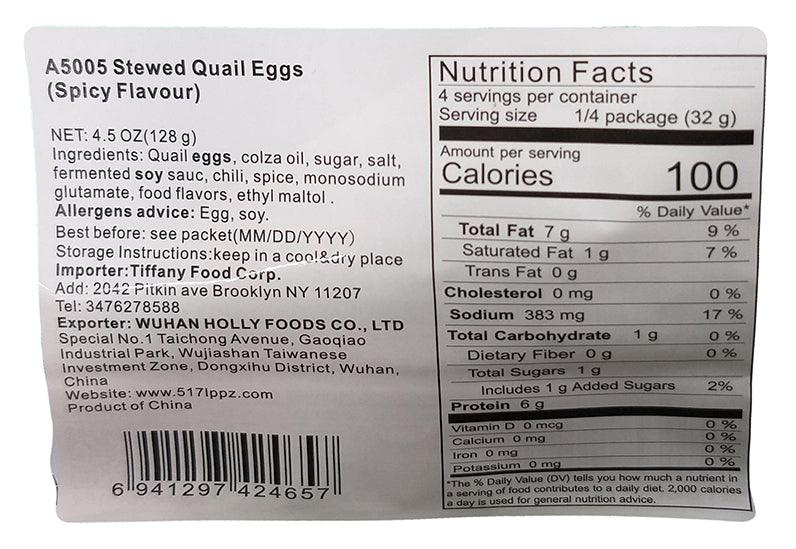 A5005 Stewed Quail Eggs
(Spicy Flavour)
NET: 4.5 OZ(128 g)
Ingredients: Quail eggs, colza oil, sugar, salt,
fermented soy sauc, chili, spice, monosodium
glutamate, food flavors, ethyl maltol .
Allergens advice: Egg, soy.
Best before: see packet(MM/DD/YYYY)
Storage Instructions:keep in a cool&dry place
Importer:Tiffany Food Corp.
Add: 2042 Pitkin ave Brooklyn NY 11207
Tel: 3476278588
Exporter: WUHAN HOLLY FOODS CO., LTD
Special No.1 Taichong Avenue, Gaoqiao
Industrial Park, Wujiashan Taiwanese
Investment Zone, Dongxihu District, Wuhan,
China
Website: www.517lppz.com
Product of China
6 941297 424657
Nutrition Facts
4 servings per container
Serving size 1/4 package (32 g)
Amount per serving
Calories 100
% Daily Value*
Total Fat 7 g 9 %
Saturated Fat 1 g 7 %
Trans Fat 0 g
Cholesterol 0 mg 0 %
Sodium 383 mg 17 %
Total Carbohydrate 1 g 0 %
Dietary Fiber 0 g 0 %
Total Sugars 1 g
Includes 1 g Added Sugars 2%
Protein 6 g
Vitamin D 0 mcg 0 %
Calcium 0 mg 0 %
Iron 0 mg 0 %
Potassium 0 mg 0 %
*The % Daily Value (DV) tells you how much a nutrient in
a serving of food contributes to a daily diet. 2,000 calories
a day is used for general nutrition advice.